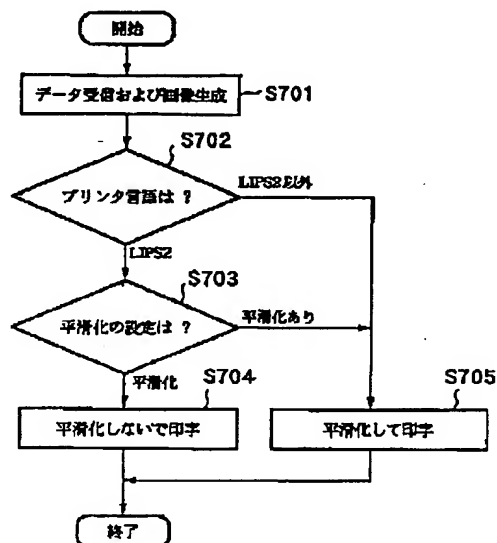 開始
データ受信および画像生成
S701
S702
プリンタ言語は ?
LIPS2以外
LIPS2
S703
平滑化の設定は ?
平滑化あり
平滑化
S704
S705
平滑化しないで印字
平滑化して印字
終了